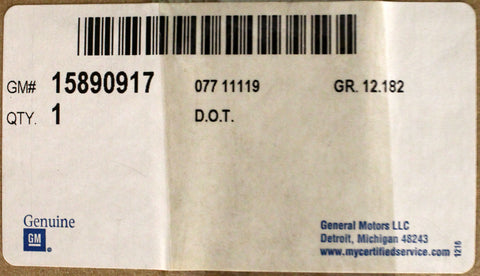 GM# 15890917 077 11119 GR. 12.182
QTY. 1 D.O.T.
Genuine
GM
General Motors LLC
Detroit, Michigan 48243
www.mycertifiedservice.com
1216